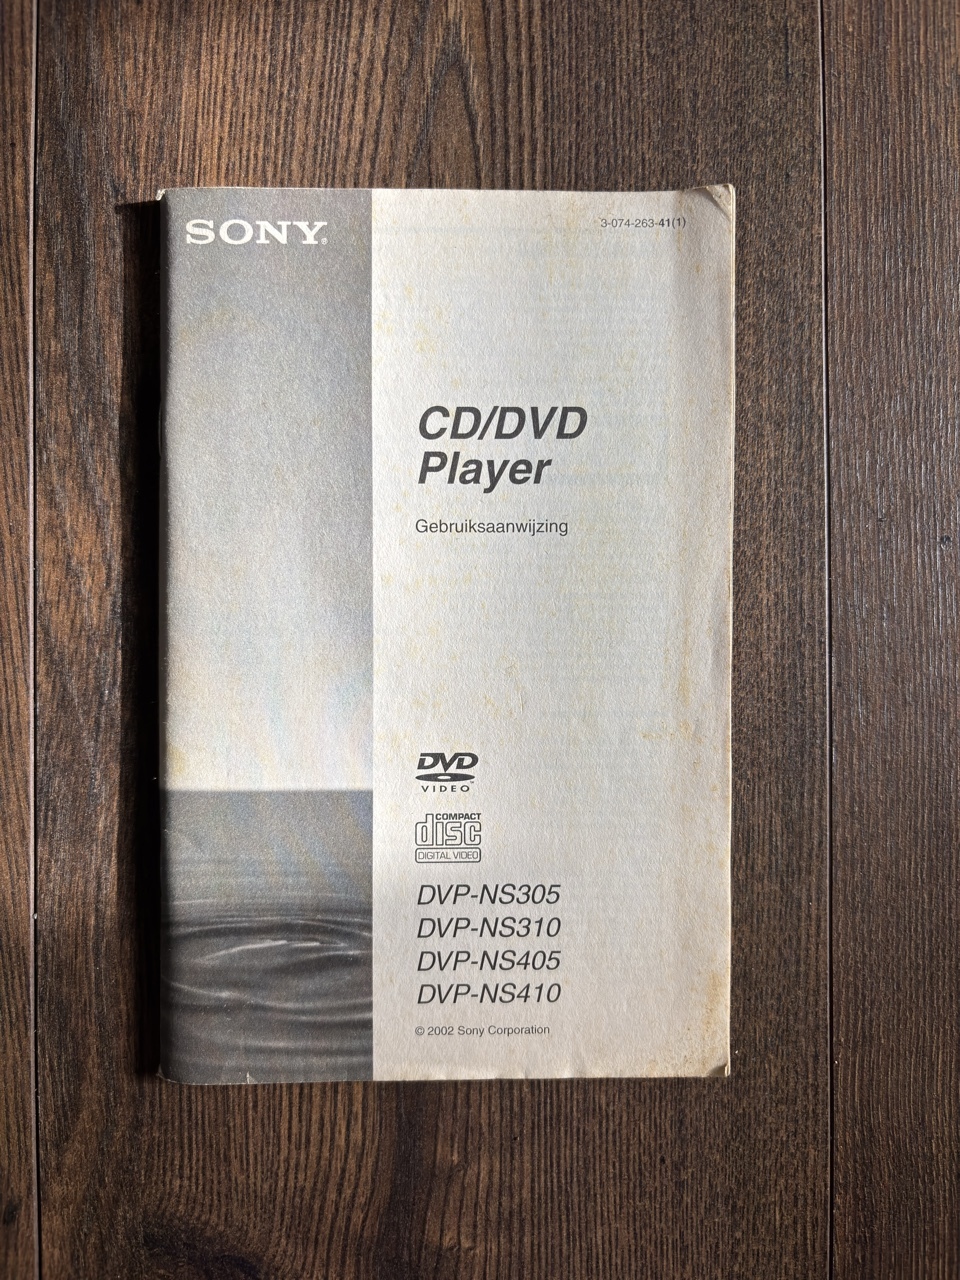 SONY®
3-074-263-41(1)
CD/DVD
Player
Gebruiksaanwijzing
DVD™
VIDEO
COMPACT
disc
DIGITAL VIDEO
DVP-NS305
DVP-NS310
DVP-NS405
DVP-NS410
© 2002 Sony Corporation